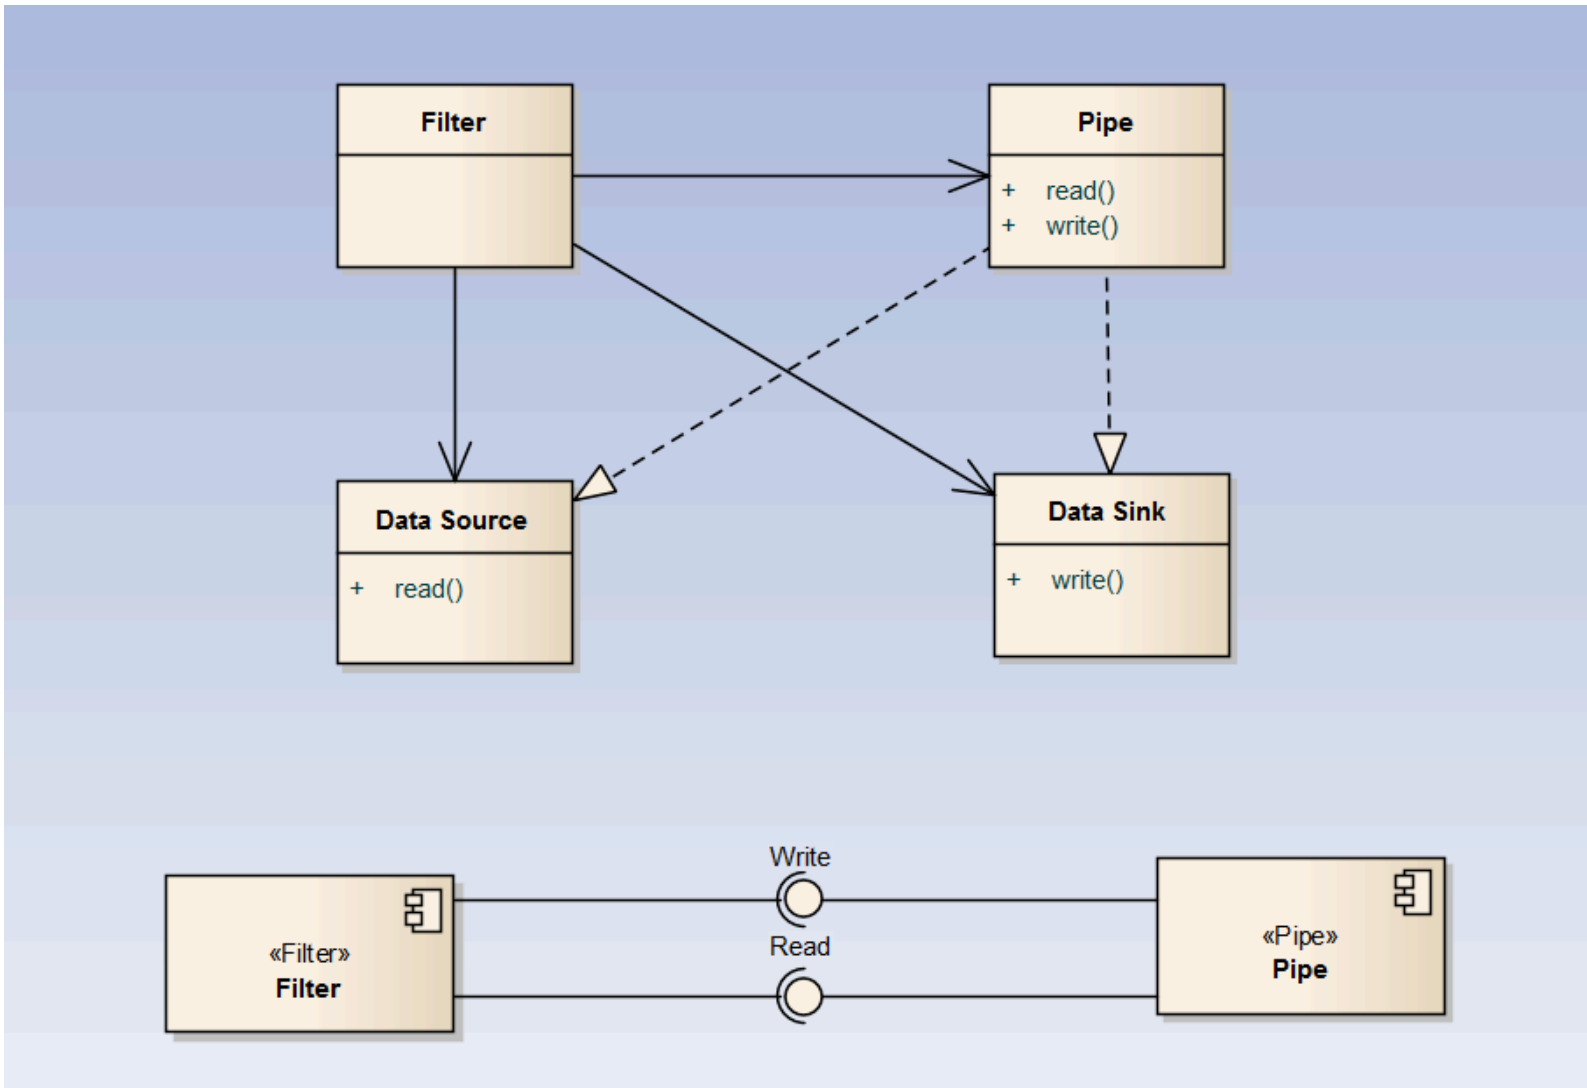 Filter
Pipe
+ read()
+ write()
Data Source
+ read()
Data Sink
+ write()
Write
Read
«Filter»
Filter
«Pipe»
Pipe